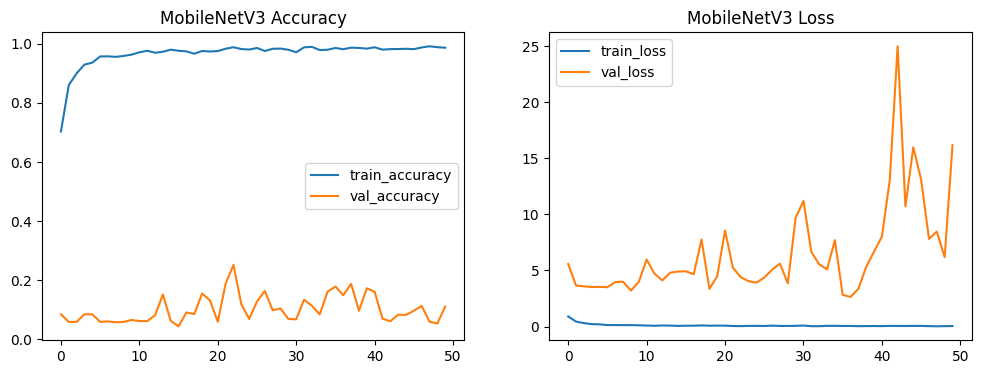 MobileNetV3 Accuracy
1.0
0.8
0.6
0.4
0.2
0.0
train_accuracy
val_accuracy
0 10 20 30 40 50
MobileNetV3 Loss
train_loss
val_loss
25
20
15
10
5
0
0 10 20 30 40 50